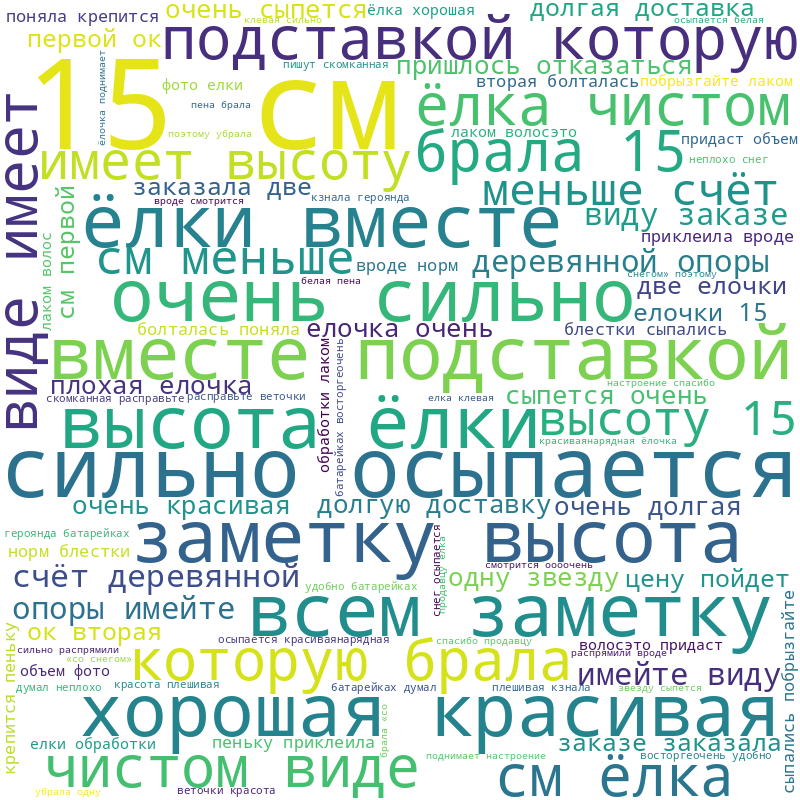 поняла крепится
очень сыпется
ёлка хорошая
долгая доставка
клевая сильно
осыпается белая
первой ок
подставкой которую
15 см
ёлочка поднимает
пишут скомканная
пришлось отказаться
фото елки
вторая болталась
побрызгайте лаком
пена брала
ёлка чистом
поэтому убрала
лаком волосэто
брала 15
придаст объем
имеет высоту
неплохо снег
виде имеет
заказала две
кзнала героянда
меньше счёт
вроде смотрится
см первой
ёлки вместе
виду заказе
лаком волос
приклеила вроде
см меньше
вроде норм
деревянной опоры
снегом» поэтому
белая пена
очень сильно
две елочки
елочки 15
болталась поняла
елочка очень
блестки сыпались
вместе подставкой
обработки лаком
батарейках восторгеочень
плохая елочка
настроение спасибо
скомканная расправьте
расправьте веточки
елка клевая
сыпется очень
высота ёлки
высоту 15
красиваянарядная ёлочка
сильно осыпается
очень красивая
долгую доставку
очень долгая
заметку высота
героянда батарейках
норм блестки
снег осыпается
продавцу ёлка
смотрится оооочень
счёт деревянной
удобно батарейках
одну звезду
цену пойдет
опоры имейте
всем заметку
крепится пеньку
ок вторая
осыпается красиваянарядная
спасибо продавцу
волосэто придаст
сыпались побрызгайте
сильно распрямили
«со снегом»
которую брала
распрямили вроде
объем фото
имейте виду
думал неплохо
красота плешивая
батарейках думал
плешивая кзнала
звезду сыпется
хорошая красивая
брала «со
елки обработки
пеньку приклеила
заказе заказала
чистом виде
поднимает настроение
восторгеочень удобно
см ёлка
убрала одну
веточки красота